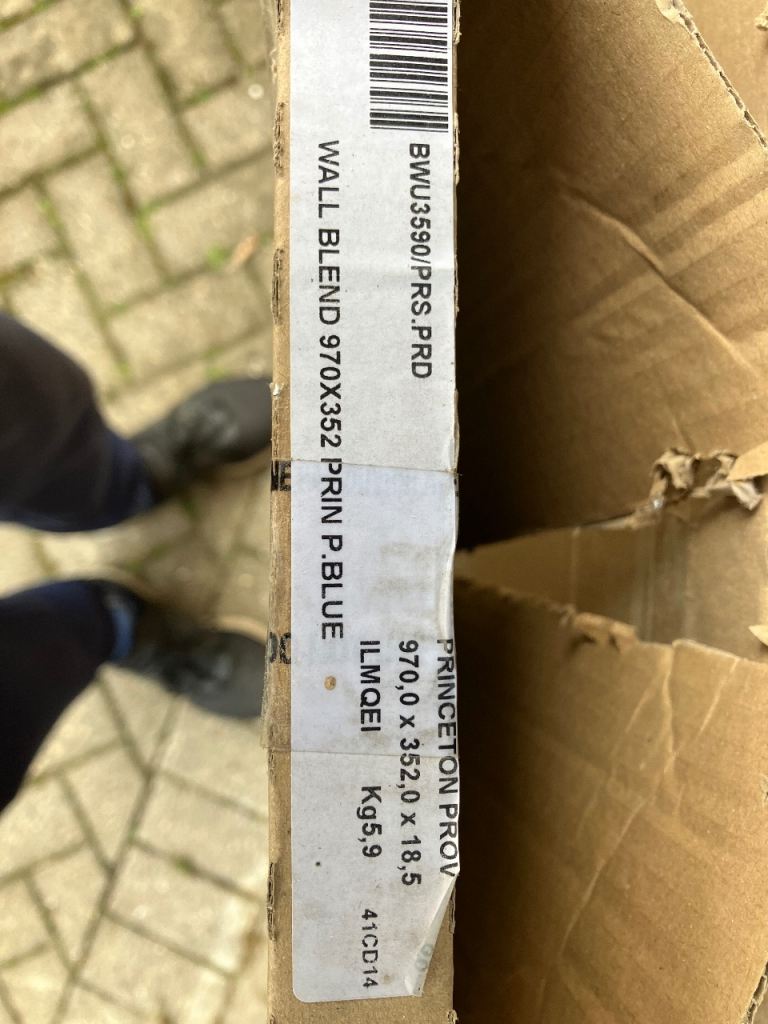 BWU3590/PRS.PRD
PRINCETON PROV
970,0 x 352,0 x 18,5
WALL BLEND 970X352 PRIN P.BLUE
ILMQEI Kg5,9 41CD14